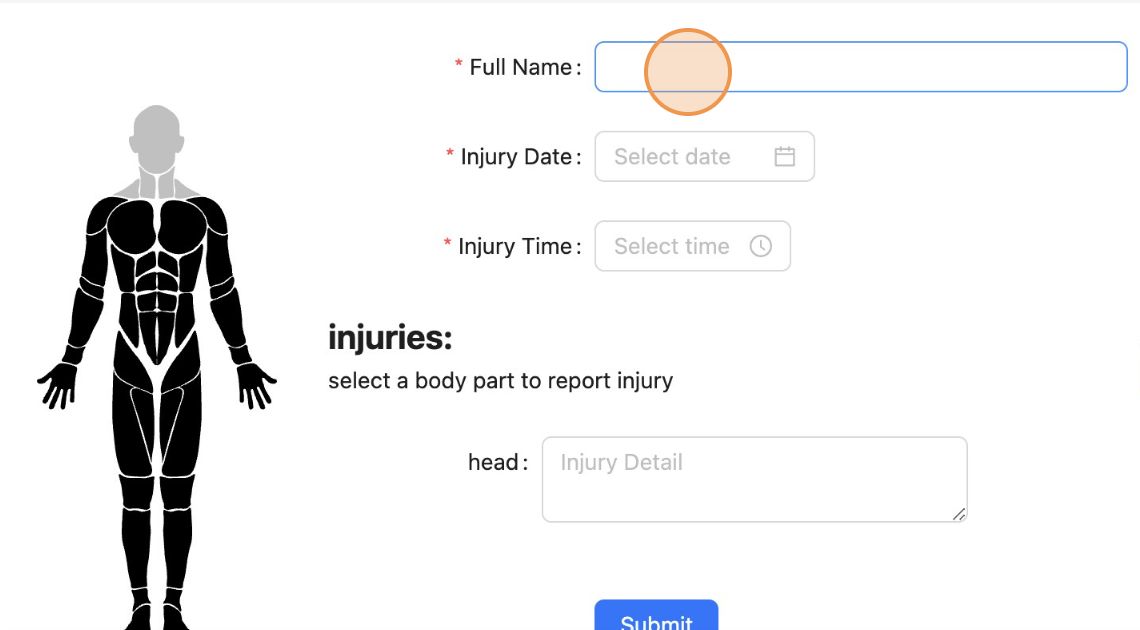 * Full Name:
* Injury Date:
Select date
* Injury Time:
Select time
injuries:
select a body part to report injury
head:
Injury Detail
Submit